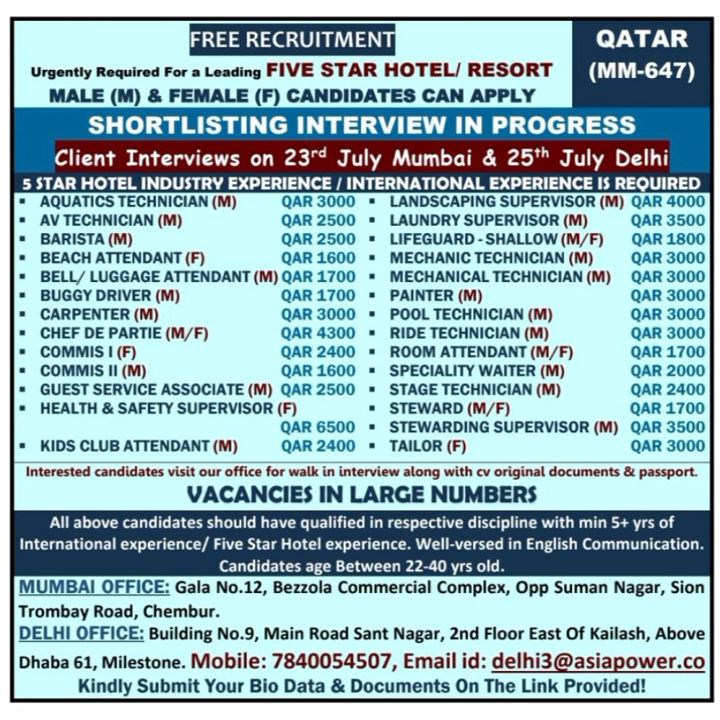 FREE RECRUITMENT
QATAR
(MM-647)
Urgently Required For a Leading FIVE STAR HOTEL/ RESORT
MALE (M) & FEMALE (F) CANDIDATES CAN APPLY
SHORTLISTING INTERVIEW IN PROGRESS
Client Interviews on 23rd July Mumbai & 25th July Delhi
5 STAR HOTEL INDUSTRY EXPERIENCE / INTERNATIONAL EXPERIENCE IS REQUIRED
▪ AQUATICS TECHNICIAN (M) QAR 3000
▪ AV TECHNICIAN (M) QAR 2500
▪ BARISTA (M) QAR 2500
▪ BEACH ATTENDANT (F) QAR 1600
▪ BELL/ LUGGAGE ATTENDANT (M) QAR 1700
▪ BUGGY DRIVER (M) QAR 1700
▪ CARPENTER (M) QAR 3000
▪ CHEF DE PARTIE (M/F) QAR 4300
▪ COMMIS I (F) QAR 2400
▪ COMMIS II (M) QAR 1600
▪ GUEST SERVICE ASSOCIATE (M) QAR 2500
▪ HEALTH & SAFETY SUPERVISOR (F)
QAR 6500
▪ KIDS CLUB ATTENDANT (M) QAR 2400
▪ LANDSCAPING SUPERVISOR (M) QAR 4000
▪ LAUNDRY SUPERVISOR (M) QAR 3500
▪ LIFEGUARD - SHALLOW (M/F) QAR 1800
▪ MECHANIC TECHNICIAN (M) QAR 3000
▪ MECHANICAL TECHNICIAN (M) QAR 3000
▪ PAINTER (M) QAR 3000
▪ POOL TECHNICIAN (M) QAR 3000
▪ RIDE TECHNICIAN (M) QAR 3000
▪ ROOM ATTENDANT (M/F) QAR 1700
▪ SPECIALITY WAITER (M) QAR 2000
▪ STAGE TECHNICIAN (M) QAR 2400
▪ STEWARD (M/F) QAR 1700
▪ STEWARDING SUPERVISOR (M) QAR 3500
▪ TAILOR (F) QAR 3000
Interested candidates visit our office for walk in interview along with cv original documents & passport.
VACANCIES IN LARGE NUMBERS
All above candidates should have qualified in respective discipline with min 5+ yrs of
International experience/ Five Star Hotel experience. Well-versed in English Communication.
Candidates age Between 22-40 yrs old.
MUMBAI OFFICE: Gala No.12, Bezzola Commercial Complex, Opp Suman Nagar, Sion
Trombay Road, Chembur.
DELHI OFFICE: Building No.9, Main Road Sant Nagar, 2nd Floor East Of Kailash, Above
Dhaba 61, Milestone. Mobile: 7840054507, Email id: delhi3@asiapower.co
Kindly Submit Your Bio Data & Documents On The Link Provided!